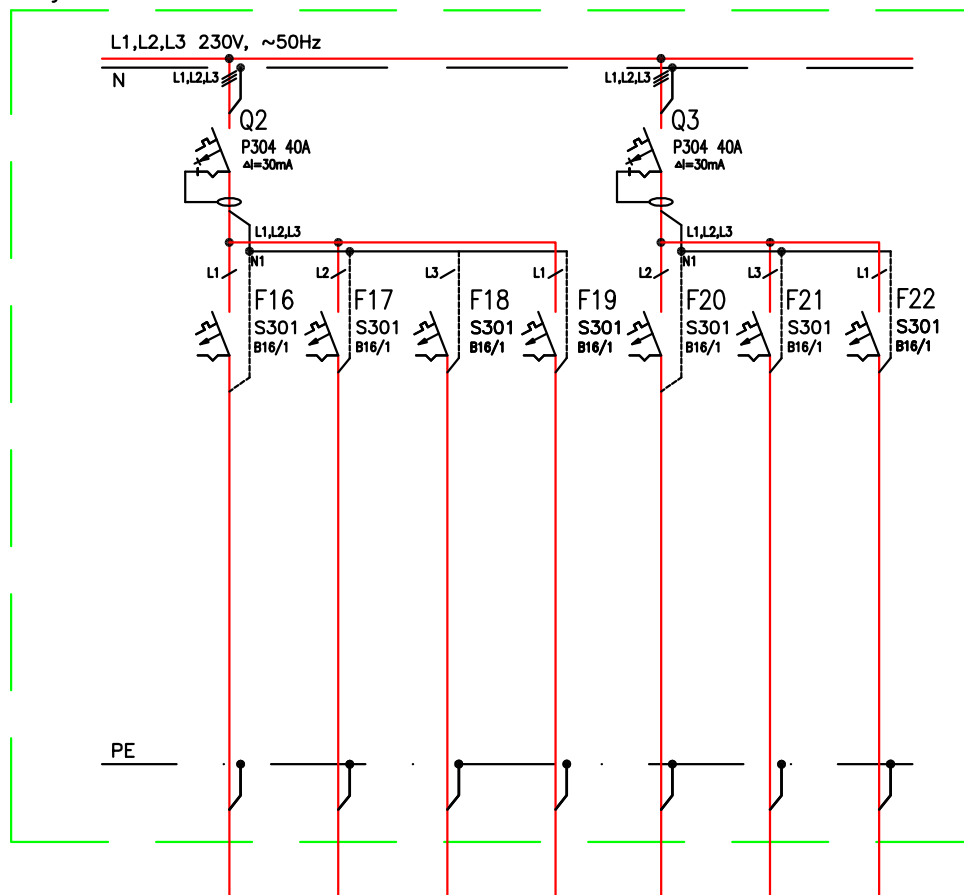 L1,L2,L3 230V, ~50Hz
N
L1,L2,L3
L1,L2,L3
Q2
P304 40A
ΔI=30mA
Q3
P304 40A
ΔI=30mA
L1,L2,L3
N1
L1,L2,L3
N1
L1
L2
L3
L1
L2
L3
L1
F16
S301
B16/1
F17
S301
B16/1
F18
S301
B16/1
F19
S301
B16/1
F20
S301
B16/1
F21
S301
B16/1
F22
S301
B16/1
PE